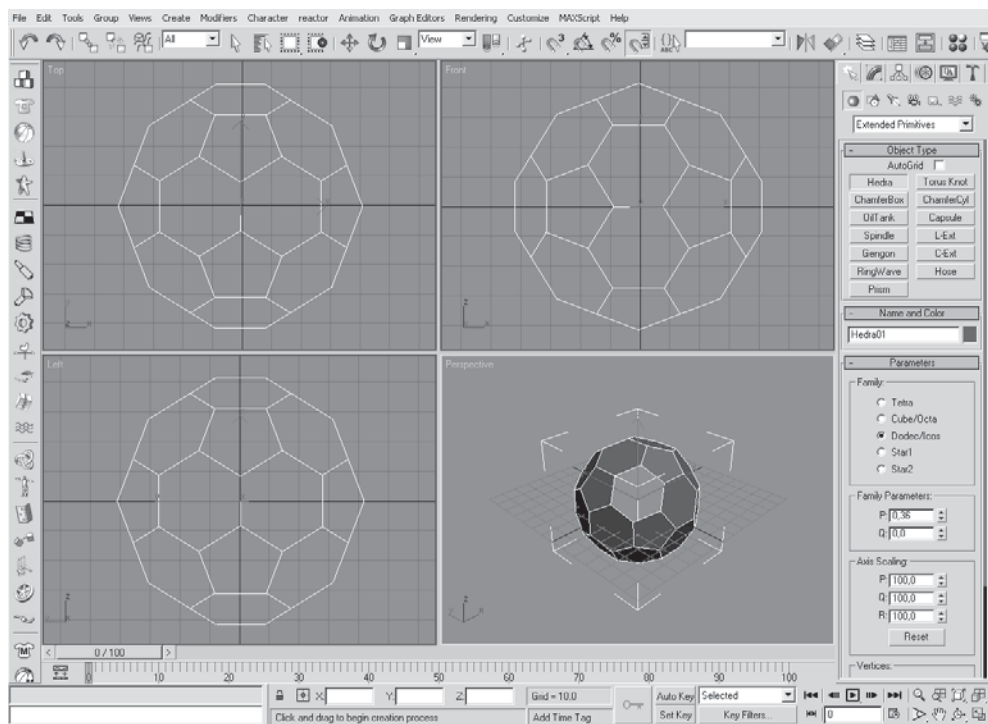 File Edit Tools Group Views Create Modifiers Character reactor Animation Graph Editors Rendering Customize MAXScript Help
All
View
3
%
ABC
Top
Front
Left
Perspective
Extended Primitives
- Object Type
AutoGrid
Hedra Torus Knot
ChamferBox ChamferCyl
OilTank Capsule
Spindle L-Ext
Gengon C-Ext
RingWave Hose
Prism
- Name and Color
Hedra01
- Parameters
Family:
Tetra
Cube/Octa
Dodec/Icos
Star1
Star2
Family Parameters:
P: 0,36
Q: 0,0
Axis Scaling:
P: 100,0
Q: 100,0
R: 100,0
Reset
Vertices:
< 0 / 100 >
0 10 20 30 40 50 60 70 80 90 100
X: Y: Z: Grid = 10,0 Auto Key Selected
Click and drag to begin creation process Add Time Tag Set Key Key Filters... 0